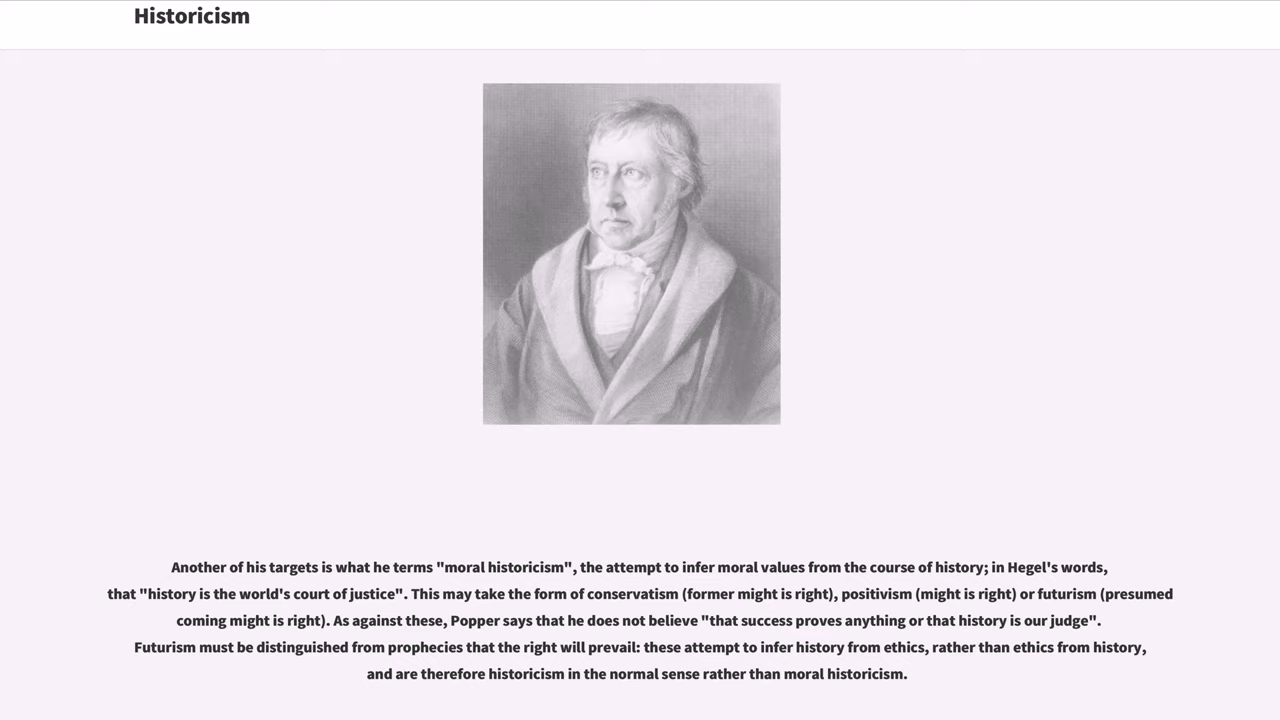 Historicism
Another of his targets is what he terms "moral historicism", the attempt to infer moral values from the course of history; in Hegel's words,
that "history is the world's court of justice". This may take the form of conservatism (former might is right), positivism (might is right) or futurism (presumed
coming might is right). As against these, Popper says that he does not believe "that success proves anything or that history is our judge".
Futurism must be distinguished from prophecies that the right will prevail: these attempt to infer history from ethics, rather than ethics from history,
and are therefore historicism in the normal sense rather than moral historicism.